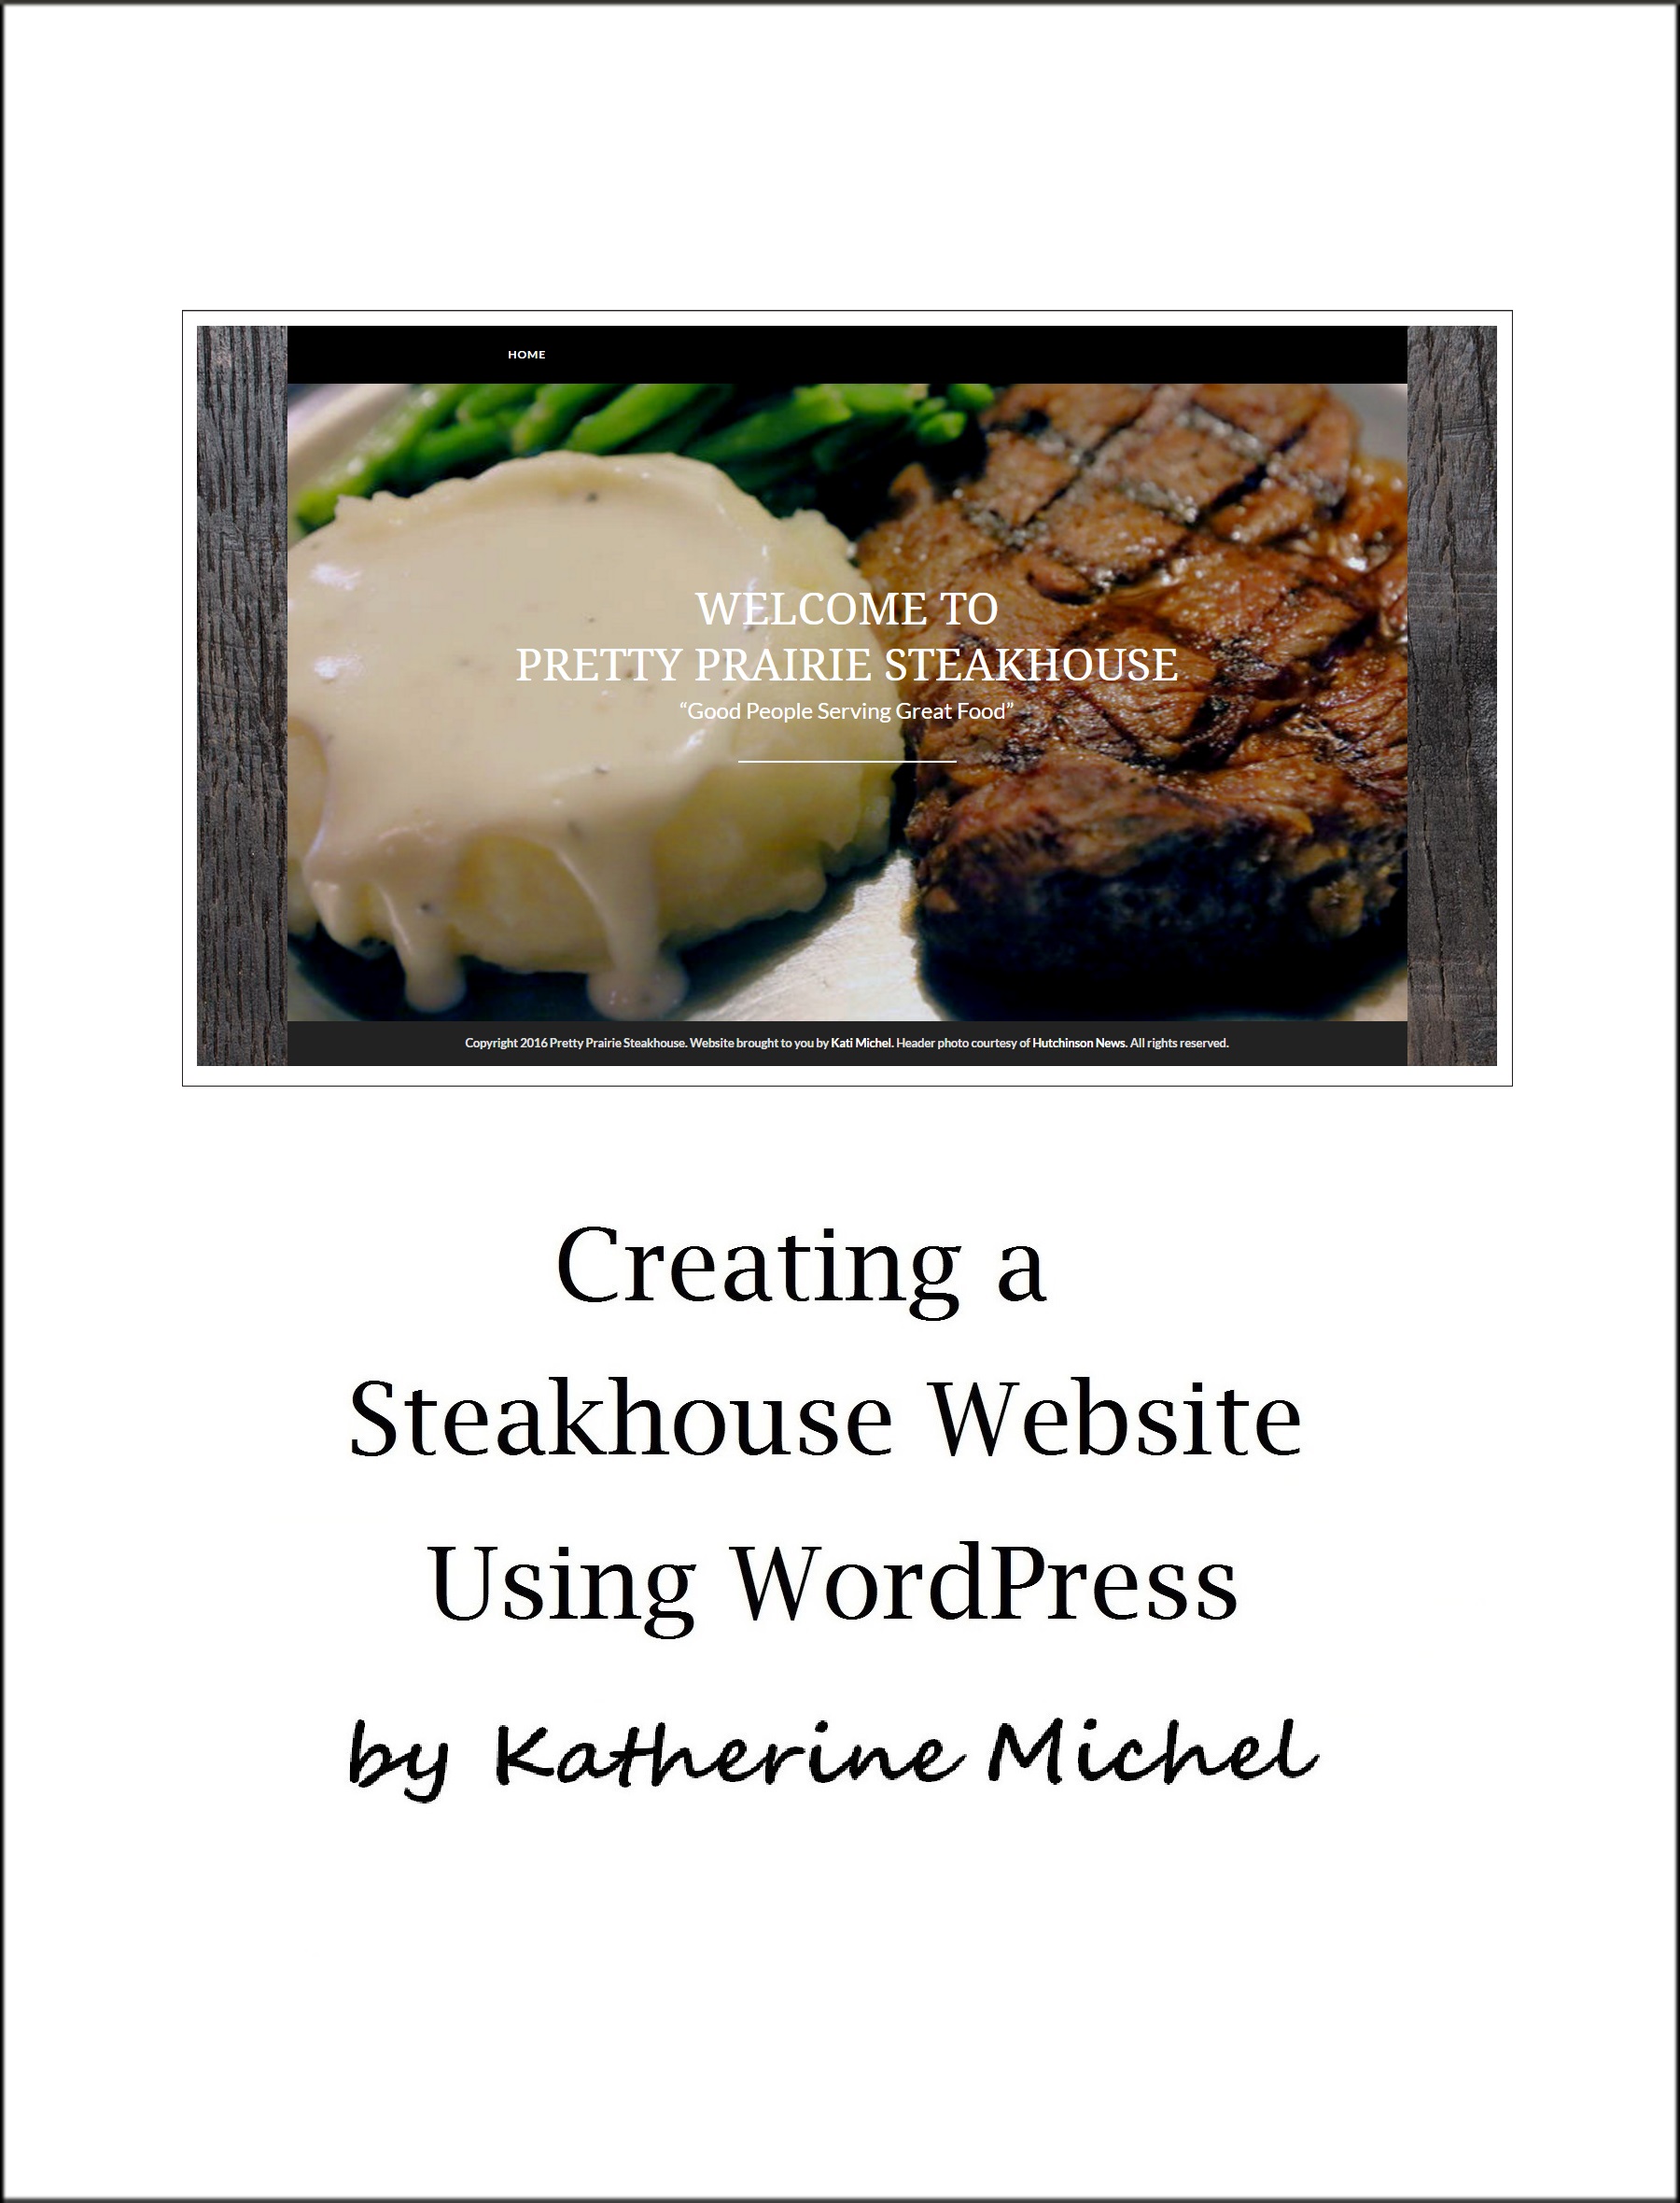 HOME
WELCOME TO
PRETTY PRAIRIE STEAKHOUSE
“Good People Serving Great Food”
Copyright 2016 Pretty Prairie Steakhouse. Website brought to you by Kati Michel. Header photo courtesy of Hutchinson News. All rights reserved.
Creating a
Steakhouse Website
Using WordPress
by Katherine Michel